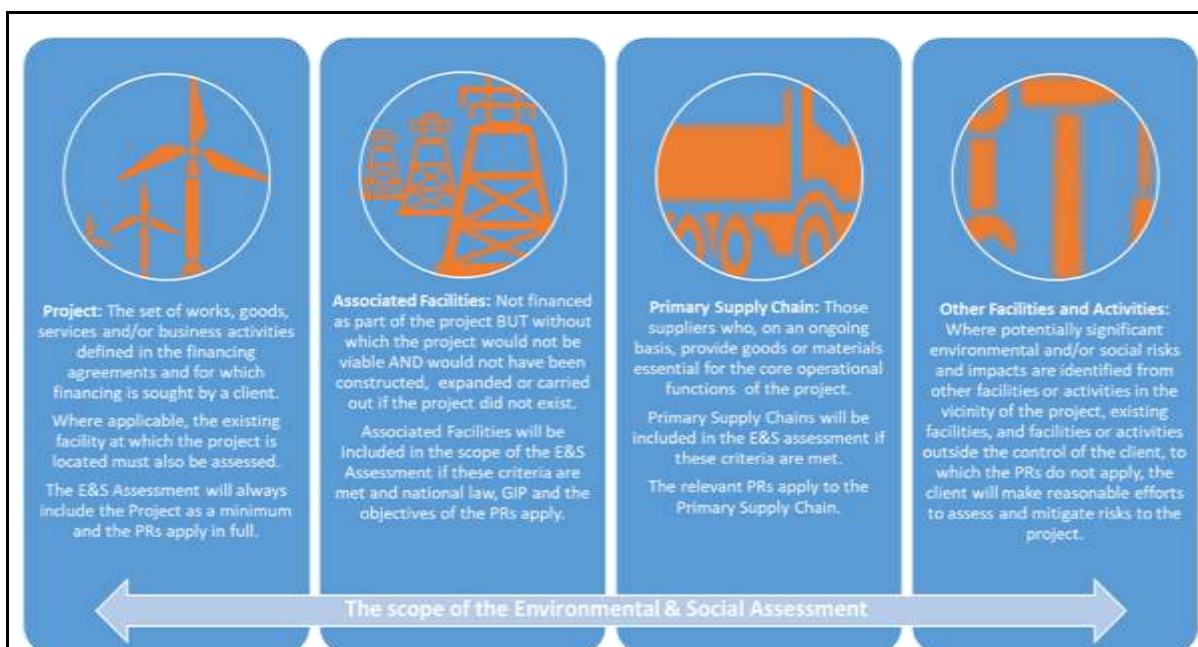 Project: The set of works, goods,
services and/or business activities
defined in the financing
agreements and for which
financing is sought by a client.
Where applicable, the existing
facility at which the project is
located must also be assessed.
The E&S Assessment will always
include the Project as a minimum
and the PRs apply in full.
Associated Facilities: Not financed
as part of the project BUT without
which the project would not be
viable AND would not have been
constructed, expanded or carried
out if the project did not exist.
Associated Facilities will be
included in the scope of the E&S
Assessment if these criteria are
met and national law, GIP and the
objectives of the PRs apply.
Primary Supply Chain: Those
suppliers who, on an ongoing
basis, provide goods or materials
essential for the core operational
functions of the project.
Primary Supply Chains will be
included in the E&S assessment if
these criteria are met.
The relevant PRs apply to the
Primary Supply Chain.
Other Facilities and Activities:
Where potentially significant
environmental and/or social risks
and impacts are identified from
other facilities or activities in the
vicinity of the project, existing
facilities, and facilities or activities
outside the control of the client, to
which the PRs do not apply, the
client will make reasonable efforts
to assess and mitigate risks to the
project.
The scope of the Environmental & Social Assessment